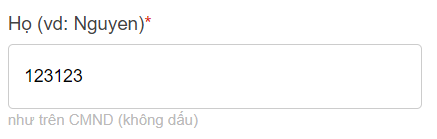 Họ (vd: Nguyen)*
123123
như trên CMND (không dấu)